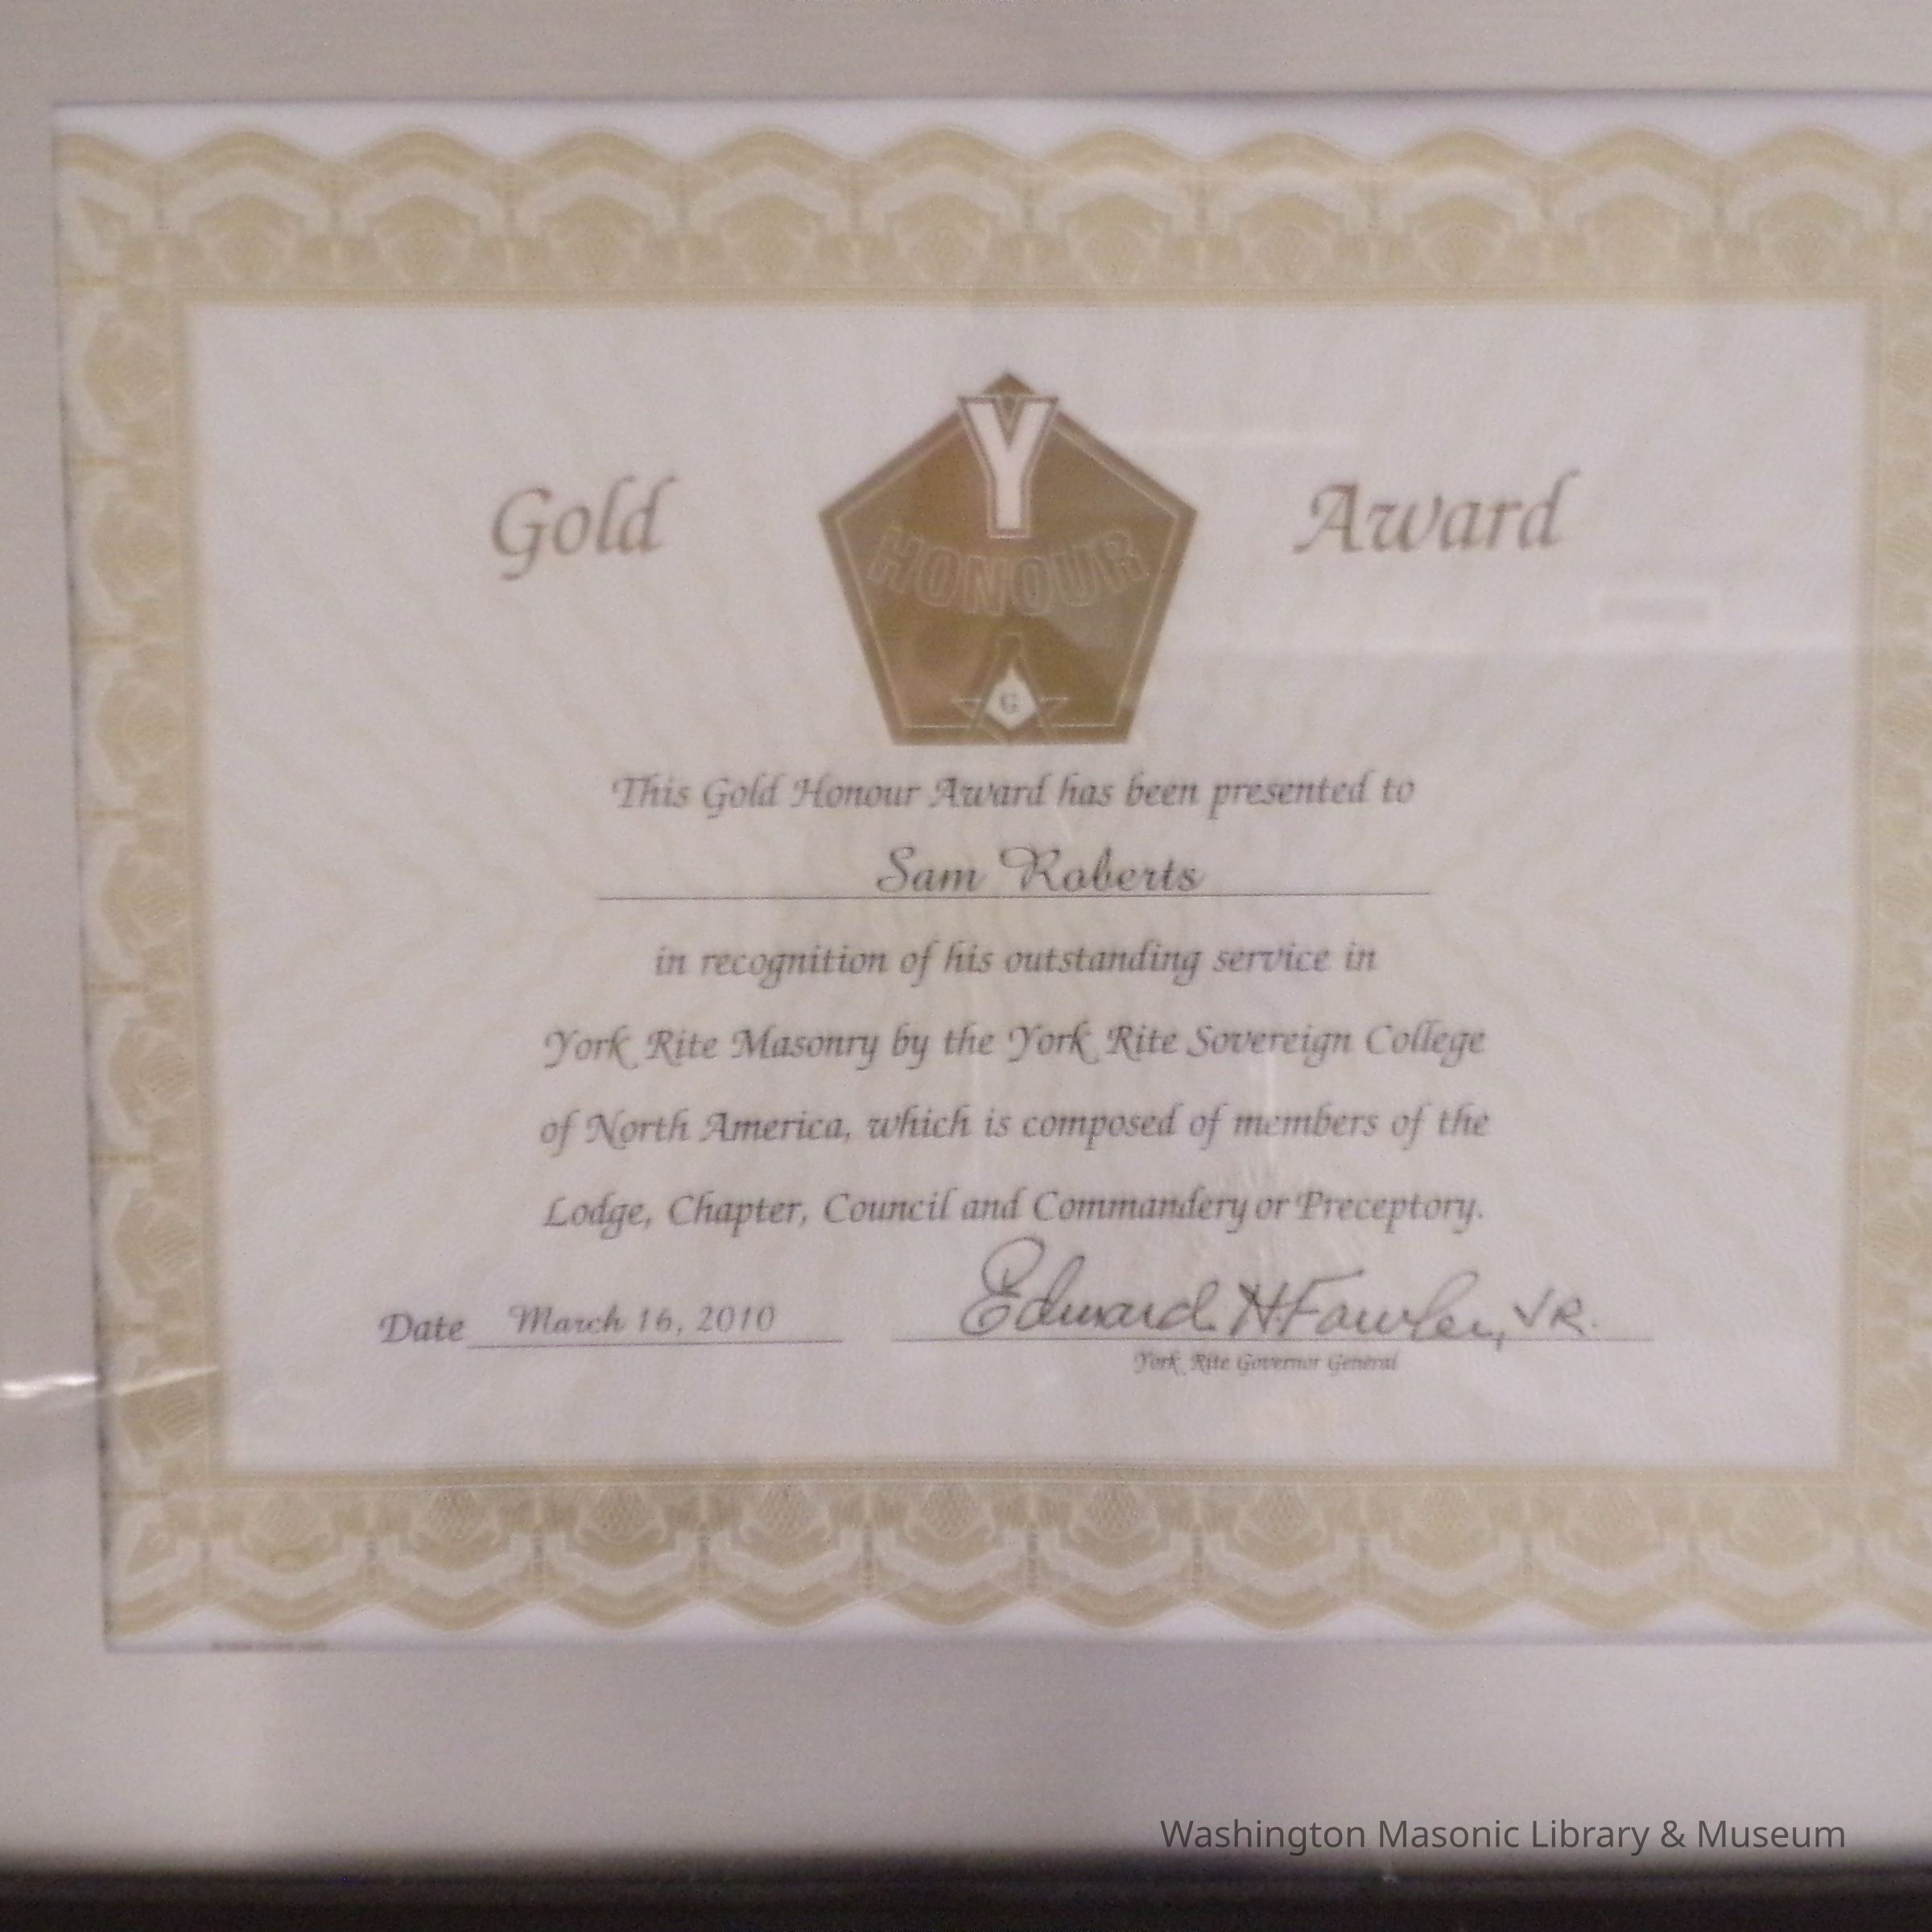 Gold
Y
HONOUR
G
Award
This Gold Honour Award has been presented to
Sam Roberts
in recognition of his outstanding service in
York Rite Masonry by the York Rite Sovereign College
of North America, which is composed of members of the
Lodge, Chapter, Council and Commandery or Preceptory.
Date March 16, 2010
Edward H Fowler, JR.
York Rite Governor General
Washington Masonic Library & Museum